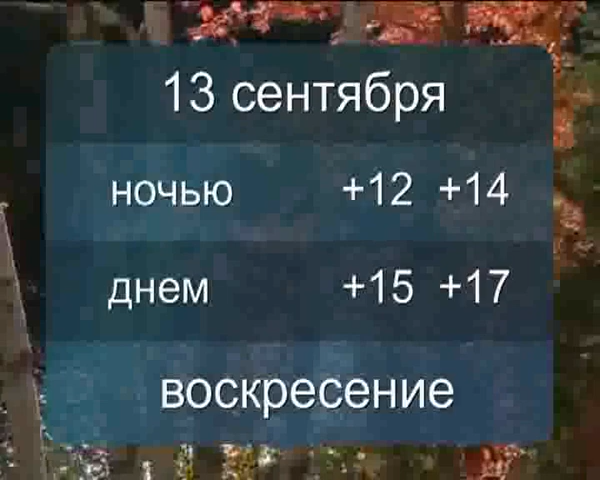 13 сентября
ночью +12 +14
днем +15 +17
воскресение